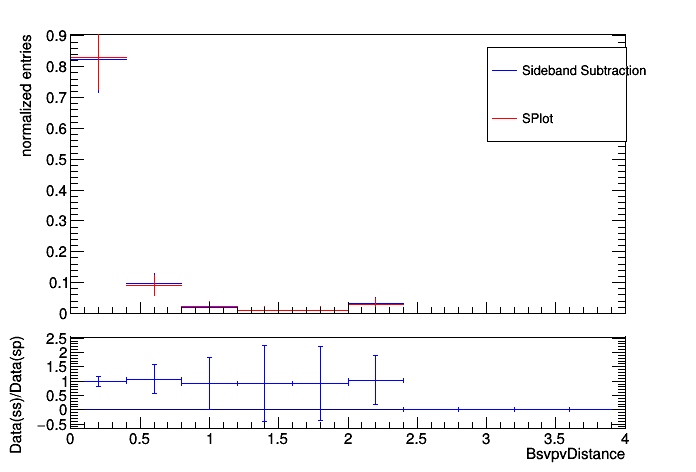 normalized entries
0.9
0.8
0.7
0.6
0.5
0.4
0.3
0.2
0.1
0
Sideband Subtraction
SPlot
Data(ss)/Data(sp)
2.5
2
1.5
1
0.5
0
−0.5
0 0.5 1 1.5 2 2.5 3 3.5 4
BsvpvDistance